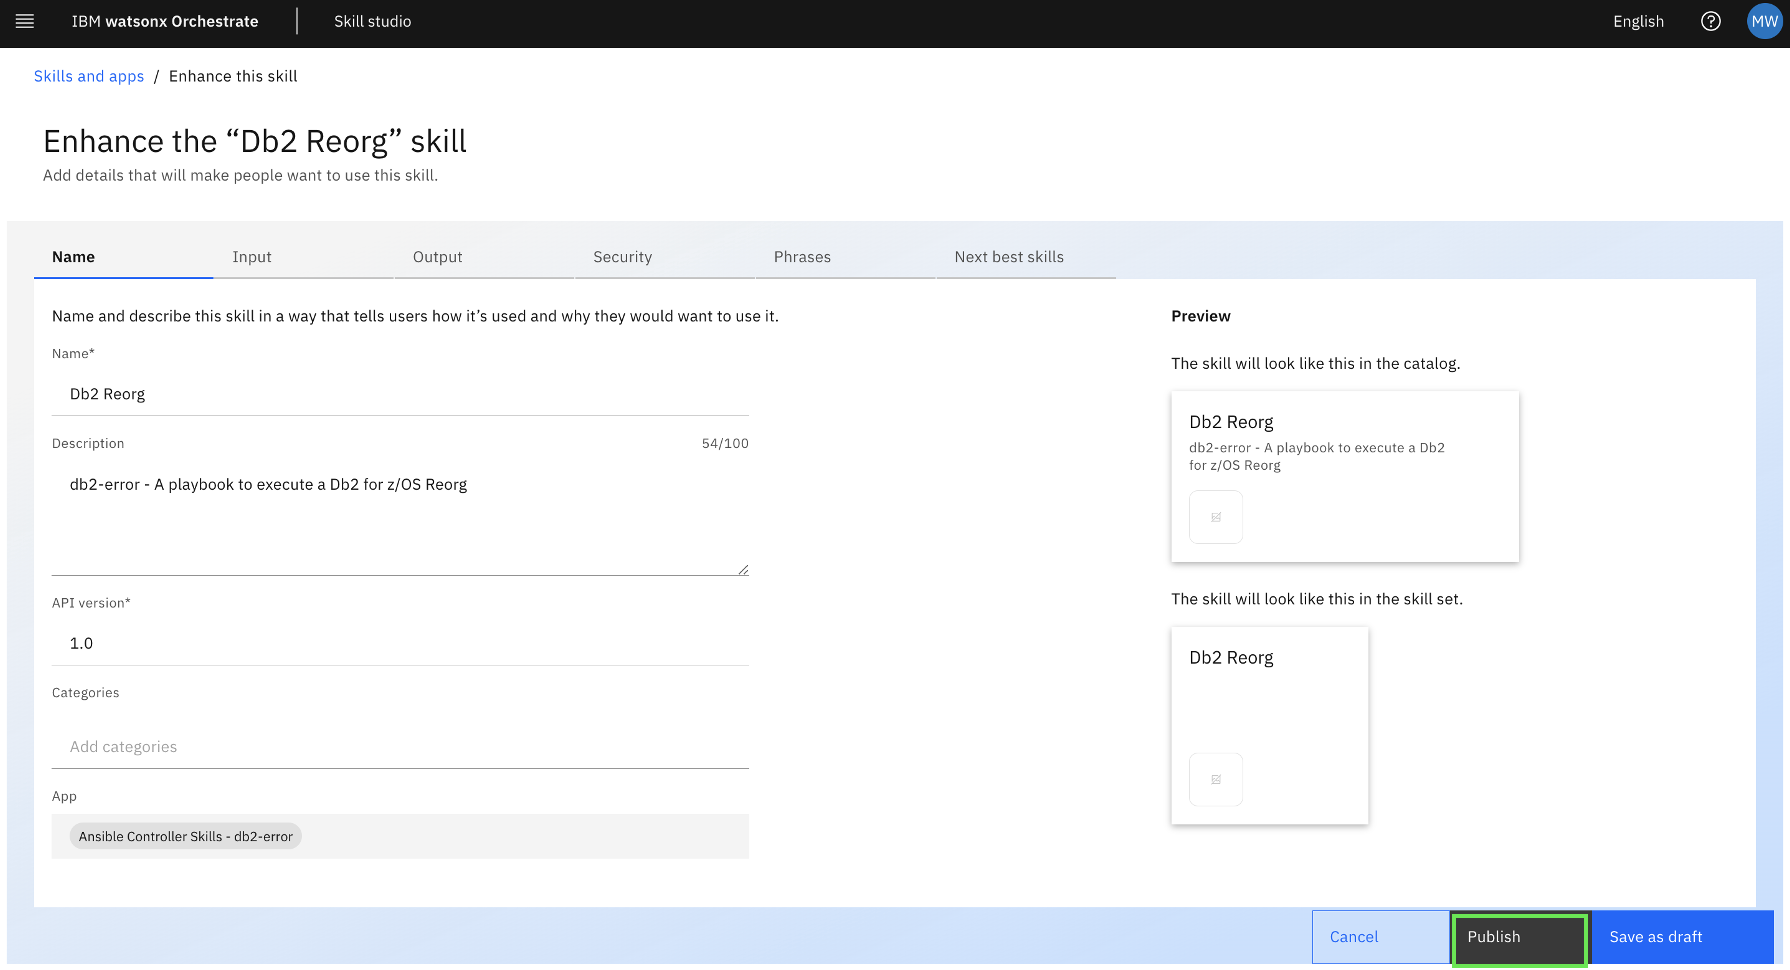 IBM watsonx Orchestrate
Skill studio
English
MW
Skills and apps / Enhance this skill
Enhance the “Db2 Reorg” skill
Add details that will make people want to use this skill.
Name
Input
Output
Security
Phrases
Next best skills
Name and describe this skill in a way that tells users how it’s used and why they would want to use it.
Name*
Db2 Reorg
Description
54/100
db2-error - A playbook to execute a Db2 for z/OS Reorg
API version*
1.0
Categories
Add categories
App
Ansible Controller Skills - db2-error
Preview
The skill will look like this in the catalog.
Db2 Reorg
db2-error - A playbook to execute a Db2
for z/OS Reorg
The skill will look like this in the skill set.
Db2 Reorg
Cancel
Publish
Save as draft